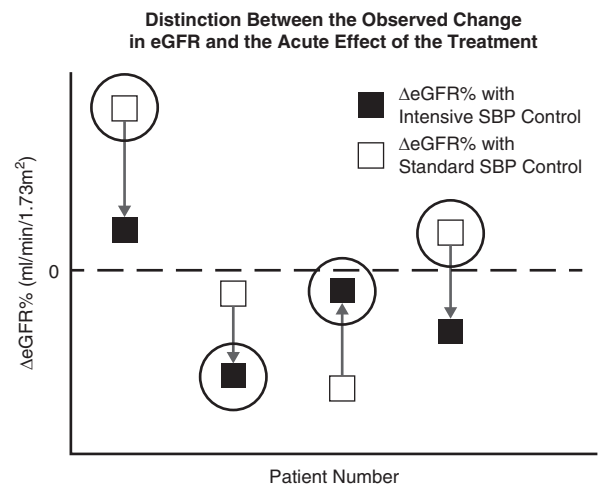 Distinction Between the Observed Change
in eGFR and the Acute Effect of the Treatment
ΔeGFR% with
Intensive SBP Control
ΔeGFR% with
Standard SBP Control
ΔeGFR% (ml/min/1.73m²)
0
Patient Number